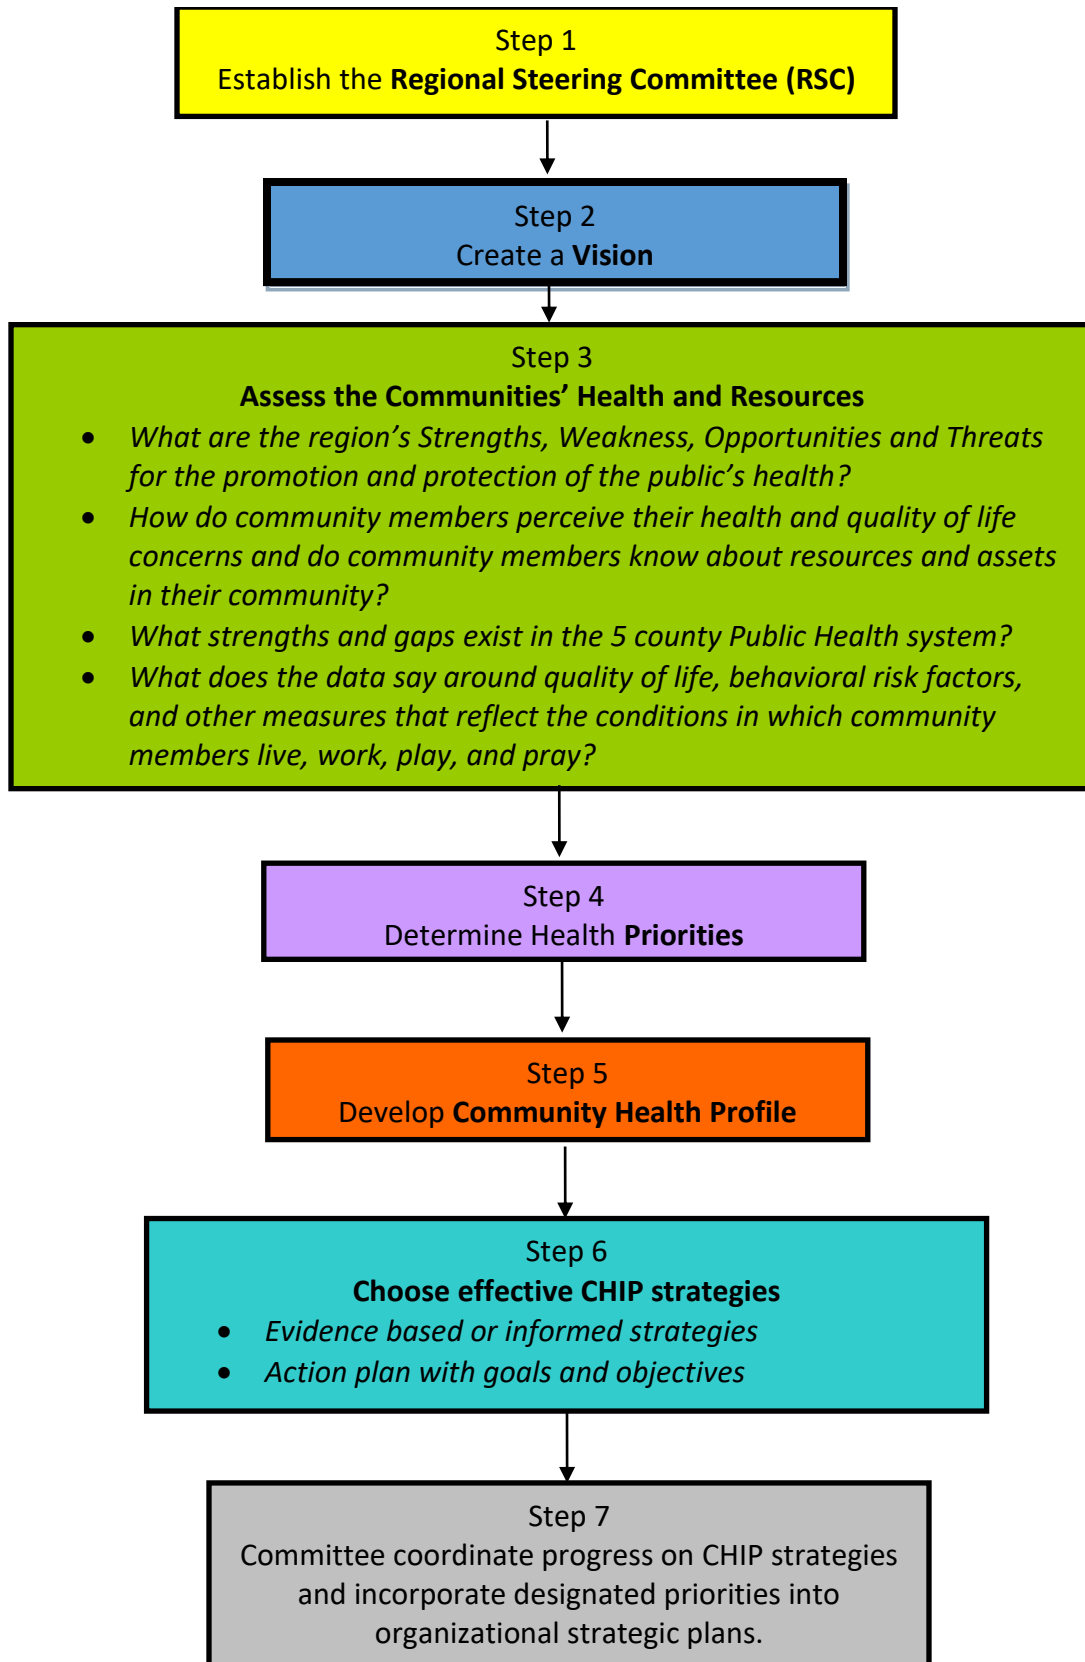 Step 1
Establish the Regional Steering Committee (RSC)
Step 2
Create a Vision
Step 3
Assess the Communities’ Health and Resources
• What are the region’s Strengths, Weakness, Opportunities and Threats
for the promotion and protection of the public’s health?
• How do community members perceive their health and quality of life
concerns and do community members know about resources and assets
in their community?
• What strengths and gaps exist in the 5 county Public Health system?
• What does the data say around quality of life, behavioral risk factors,
and other measures that reflect the conditions in which community
members live, work, play, and pray?
Step 4
Determine Health Priorities
Step 5
Develop Community Health Profile
Step 6
Choose effective CHIP strategies
• Evidence based or informed strategies
• Action plan with goals and objectives
Step 7
Committee coordinate progress on CHIP strategies
and incorporate designated priorities into
organizational strategic plans.